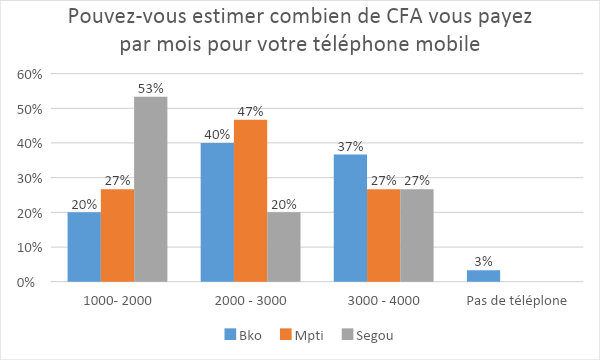 Pouvez-vous estimer combien de CFA vous payez
par mois pour votre téléphone mobile
60%
50%
40%
30%
20%
10%
0%
20%
27%
53%
40%
47%
20%
37%
27%
27%
3%
1000- 2000
2000 - 3000
3000 - 4000
Pas de téléplone
Bko
Mpti
Segou